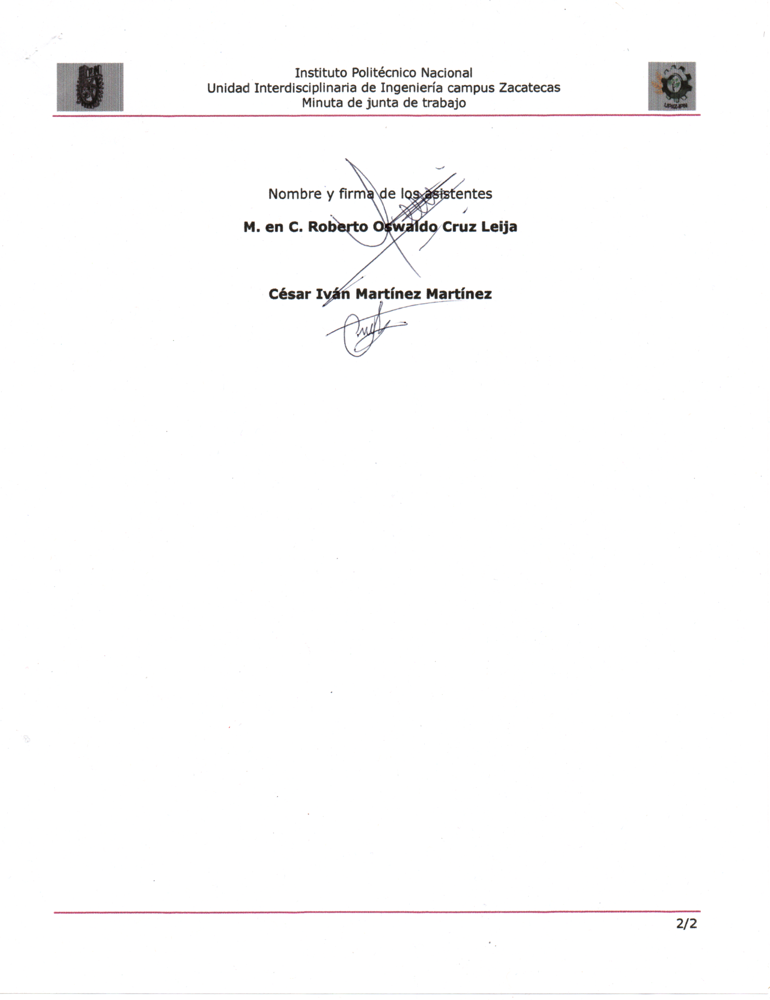 Instituto Politécnico Nacional
Unidad Interdisciplinaria de Ingeniería campus Zacatecas
Minuta de junta de trabajo
UPIIZ-IPN
Nombre y firma de los asistentes
M. en C. Roberto Oswaldo Cruz Leija
César Iván Martínez Martínez
2/2